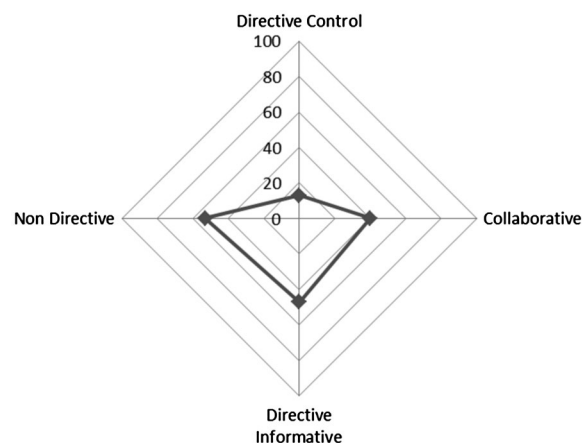 Directive Control
100
80
60
40
20
0
Non Directive
Collaborative
Directive
Informative